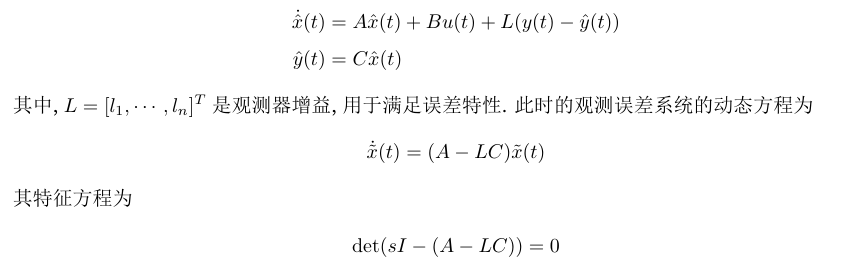 $\dot{\hat{x}}(t) = A\hat{x}(t) + Bu(t) + L(y(t) - \hat{y}(t))$
$\hat{y}(t) = C\hat{x}(t)$
其中, $L = [l_1, \cdots, l_n]^T$ 是观测器增益, 用于满足误差特性. 此时的观测误差系统的动态方程为
$\dot{\tilde{x}}(t) = (A - LC)\tilde{x}(t)$
其特征方程为
$\det(sI - (A - LC)) = 0$